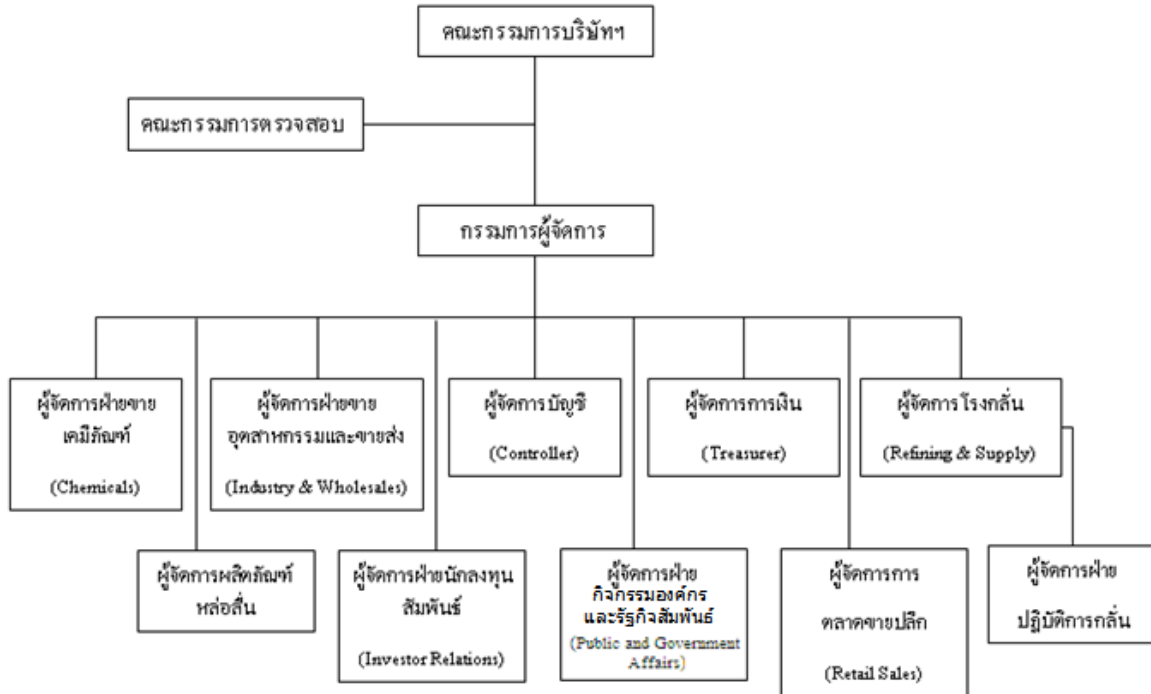 คณะกรรมการบริษัทฯ
คณะกรรมการตรวจสอบ
กรรมการผู้จัดการ
ผู้จัดการฝ่ายขาย
เคมีภัณฑ์
(Chemicals)
ผู้จัดการฝ่ายขาย
อุตสาหกรรมและขายส่ง
(Industry & Wholesales)
ผู้จัดการบัญชี
(Controller)
ผู้จัดการการเงิน
(Treasurer)
ผู้จัดการโรงกลั่น
(Refining & Supply)
ผู้จัดการผลิตภัณฑ์
หล่อลื่น
ผู้จัดการฝ่ายนักลงทุน
สัมพันธ์
(Investor Relations)
ผู้จัดการฝ่าย
กิจกรรมองค์กร
และรัฐกิจสัมพันธ์
(Public and Government
Affairs)
ผู้จัดการการ
ตลาดขายปลีก
(Retail Sales)
ผู้จัดการฝ่าย
ปฏิบัติการกลั่น